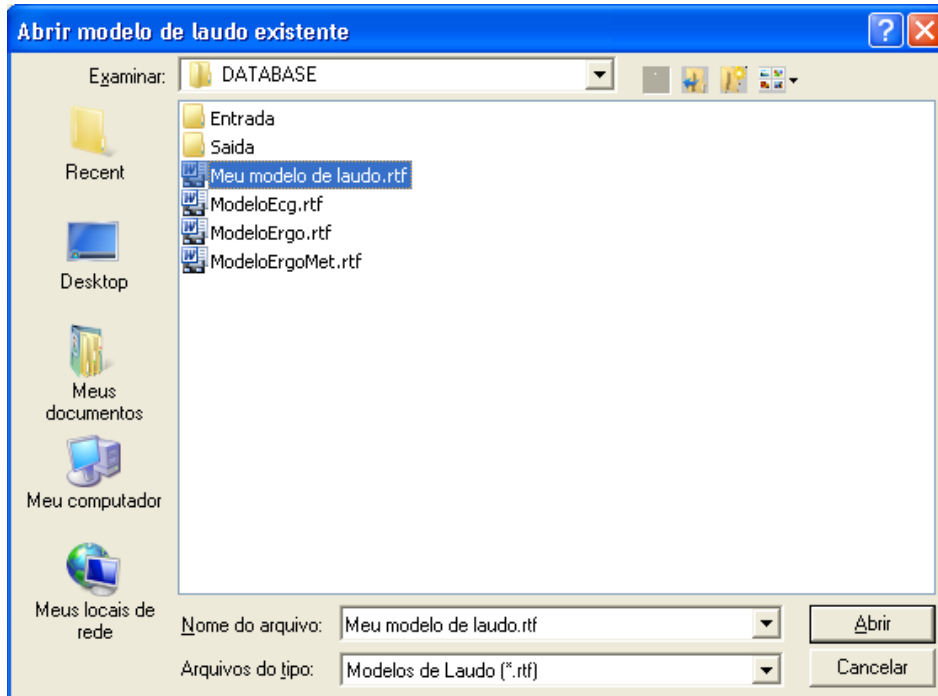 Abrir modelo de laudo existente
Examinar:
DATABASE
Recent
Desktop
Meus
documentos
Meu computador
Meus locais de
rede
Entrada
Saida
Meu modelo de laudo.rtf
ModeloEcg.rtf
ModeloErgo.rtf
ModeloErgoMet.rtf
Nome do arquivo:
Meu modelo de laudo.rtf
Abrir
Arquivos do tipo:
Modelos de Laudo (*.rtf)
Cancelar